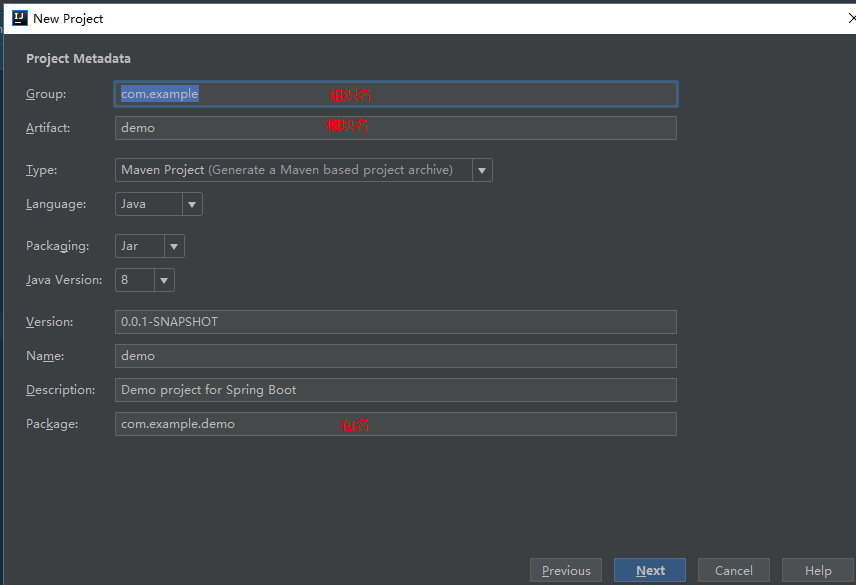 New Project
Project Metadata
Group: com.example 组织名
Artifact: demo 模块名
Type: Maven Project (Generate a Maven based project archive)
Language: Java
Packaging: Jar
Java Version: 8
Version: 0.0.1-SNAPSHOT
Name: demo
Description: Demo project for Spring Boot
Package: com.example.demo 包名
Previous Next Cancel Help